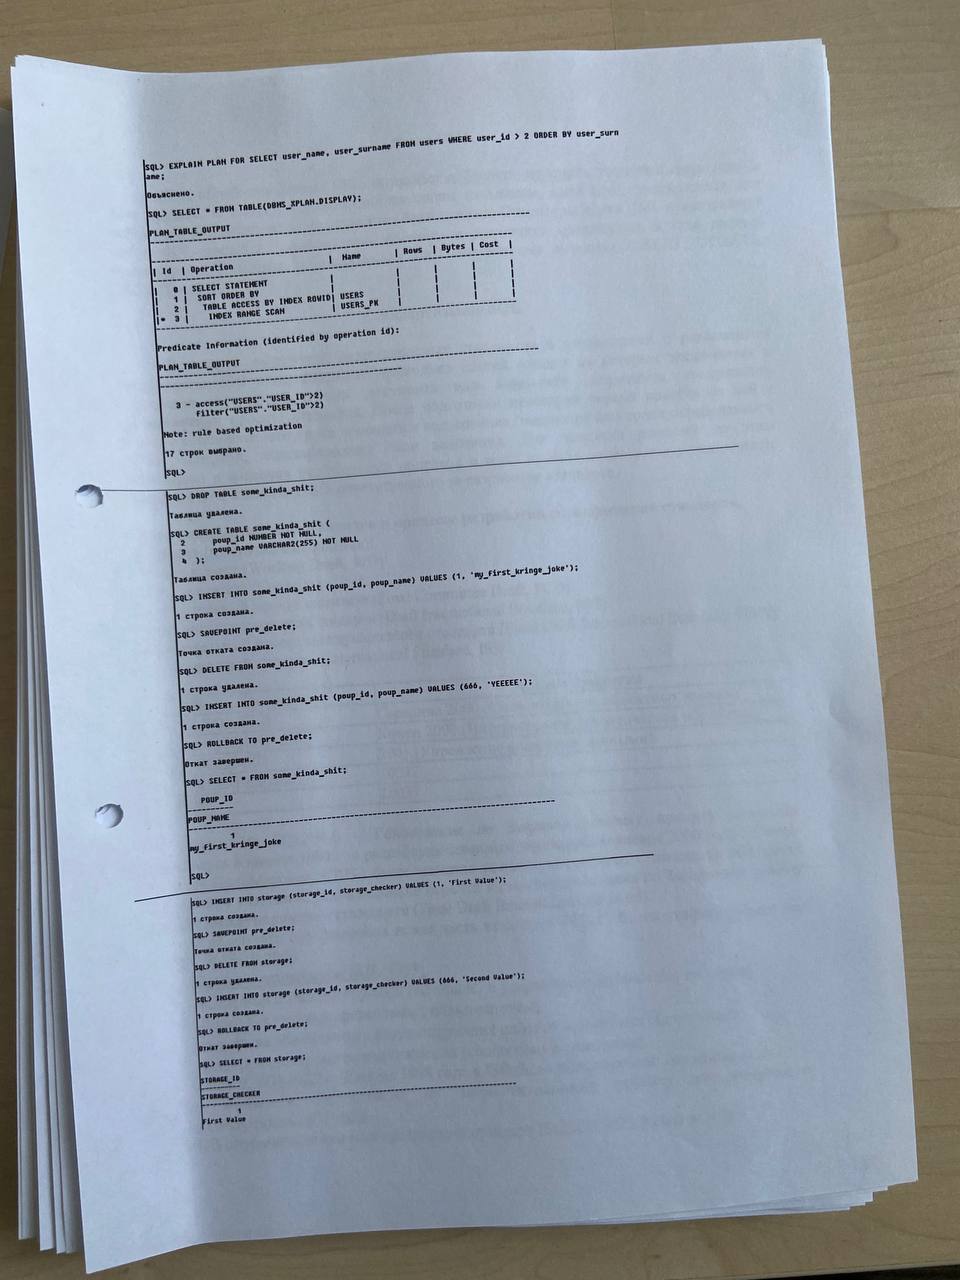 SQL> EXPLAIN PLAN FOR SELECT user_name, user_surname FROM users WHERE user_id > 2 ORDER BY user_surn
ame;
Объяснено.
SQL> SELECT * FROM TABLE(DBMS_XPLAN.DISPLAY);
PLAN_TABLE_OUTPUT
--------------------------------------------------------------------------------
| Id | Operation | Name | Rows | Bytes | Cost |
| 0 | SELECT STATEMENT | | | | |
| 1 | SORT ORDER BY | | | | |
| 2 | TABLE ACCESS BY INDEX ROWID| USERS | | | |
|* 3 | INDEX RANGE SCAN | USERS_PK | | | |
Predicate Information (identified by operation id):
PLAN_TABLE_OUTPUT
--------------------------------------------------------------------------------
3 - access("USERS"."USER_ID">2)
filter("USERS"."USER_ID">2)
Note: rule based optimization
17 строк выбрано.
SQL>
SQL> DROP TABLE some_kinda_shit;
Таблица удалена.
SQL> CREATE TABLE some_kinda_shit (
2 poup_id NUMBER NOT NULL,
3 poup_name VARCHAR2(255) NOT NULL
4 );
Таблица создана.
SQL> INSERT INTO some_kinda_shit (poup_id, poup_name) VALUES (1, 'my_first_kringe_joke');
1 строка создана.
SQL> SAVEPOINT pre_delete;
Точка отката создана.
SQL> DELETE FROM some_kinda_shit;
1 строка удалена.
SQL> INSERT INTO some_kinda_shit (poup_id, poup_name) VALUES (666, 'YEEEEE');
1 строка создана.
SQL> ROLLBACK TO pre_delete;
Откат завершен.
SQL> SELECT * FROM some_kinda_shit;
POUP_ID
----------
POUP_NAME
--------------------------------------------------------------------------------
1
my_first_kringe_joke
SQL>
SQL> INSERT INTO storage (storage_id, storage_checker) VALUES (1, 'First Value');
1 строка создана.
SQL> SAVEPOINT pre_delete;
Точка отката создана.
SQL> DELETE FROM storage;
1 строка удалена.
SQL> INSERT INTO storage (storage_id, storage_checker) VALUES (666, 'Second Value');
1 строка создана.
SQL> ROLLBACK TO pre_delete;
Откат завершен.
SQL> SELECT * FROM storage;
STORAGE_ID
----------
STORAGE_CHECKER
--------------------------------------------------------------------------------
1
First Value